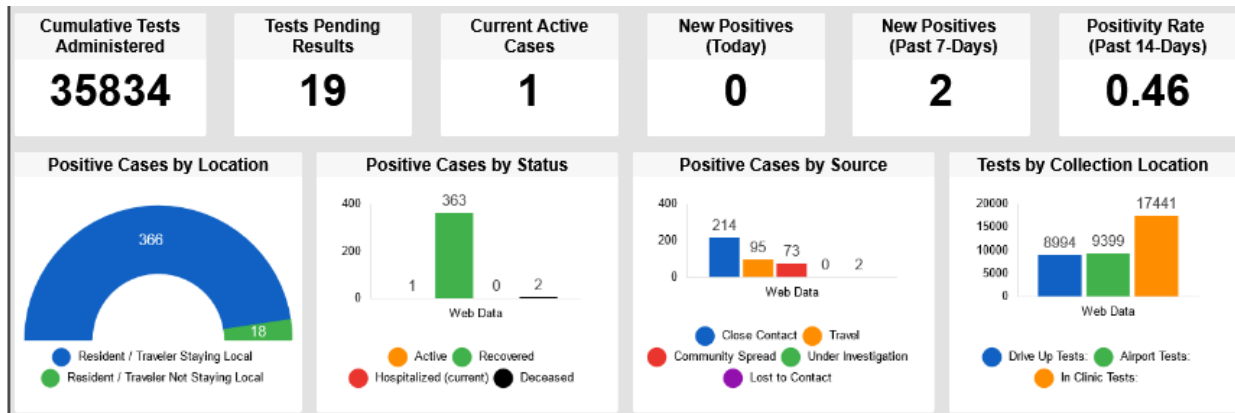 Cumulative Tests
Administered
35834
Tests Pending
Results
19
Current Active
Cases
1
New Positives
(Today)
0
New Positives
(Past 7-Days)
2
Positivity Rate
(Past 14-Days)
0.46
Positive Cases by Location
366
18
Resident / Traveler Staying Local
Resident / Traveler Not Staying Local
Positive Cases by Status
400
200
0
1
363
0
2
Web Data
Active
Recovered
Hospitalized (current)
Deceased
Positive Cases by Source
400
200
0
214
95
73
0
2
Web Data
Close Contact
Travel
Community Spread
Under Investigation
Lost to Contact
Tests by Collection Location
20000
15000
10000
5000
0
8994
9399
17441
Web Data
Drive Up Tests:
Airport Tests:
In Clinic Tests: